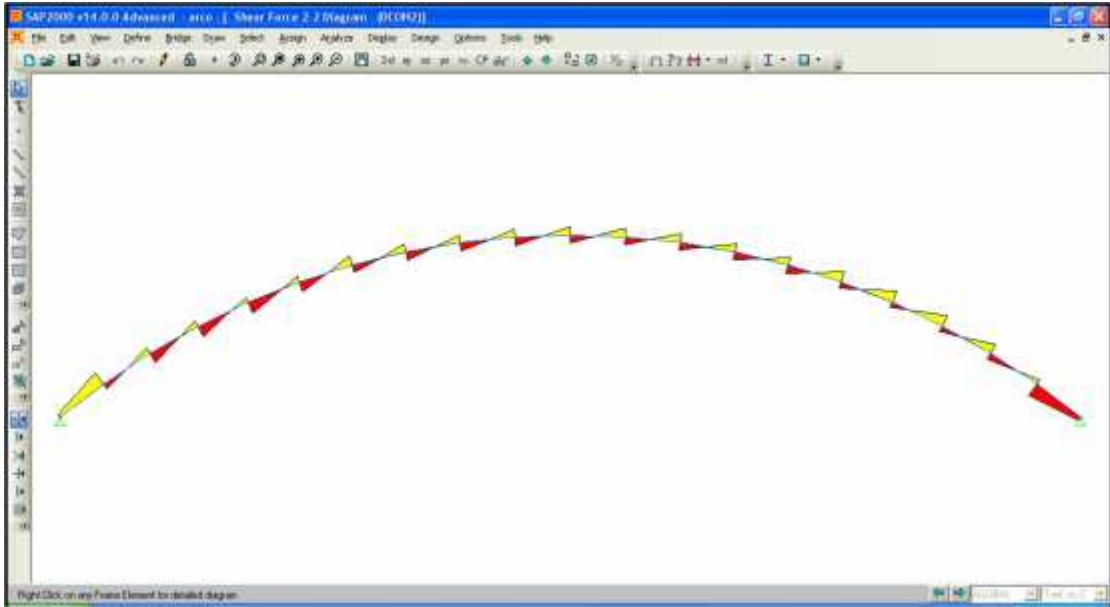 SAP2000 v14.0.0 Advanced - arco - [ Shear Force 2-2 Diagram (DCOM2)]
File Edit View Define Bridge Draw Select Assign Analyze Display Design Options Tools Help
Right Click on any Frame Element for detailed diagram